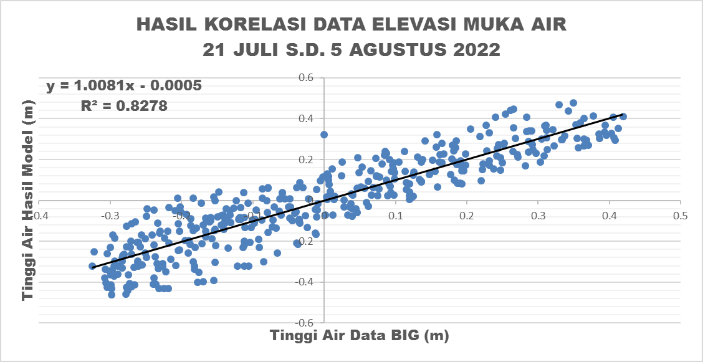 HASIL KORELASI DATA ELEVASI MUKA AIR
21 JULI S.D. 5 AGUSTUS 2022
y = 1.0081x - 0.0005
R² = 0.8278
Tinggi Air Hasil Model (m)
0.6
0.4
0.2
-0.2
-0.4
-0.6
-0.4
-0.3
0.1
0.2
0.3
0.4
0.5
Tinggi Air Data BIG (m)